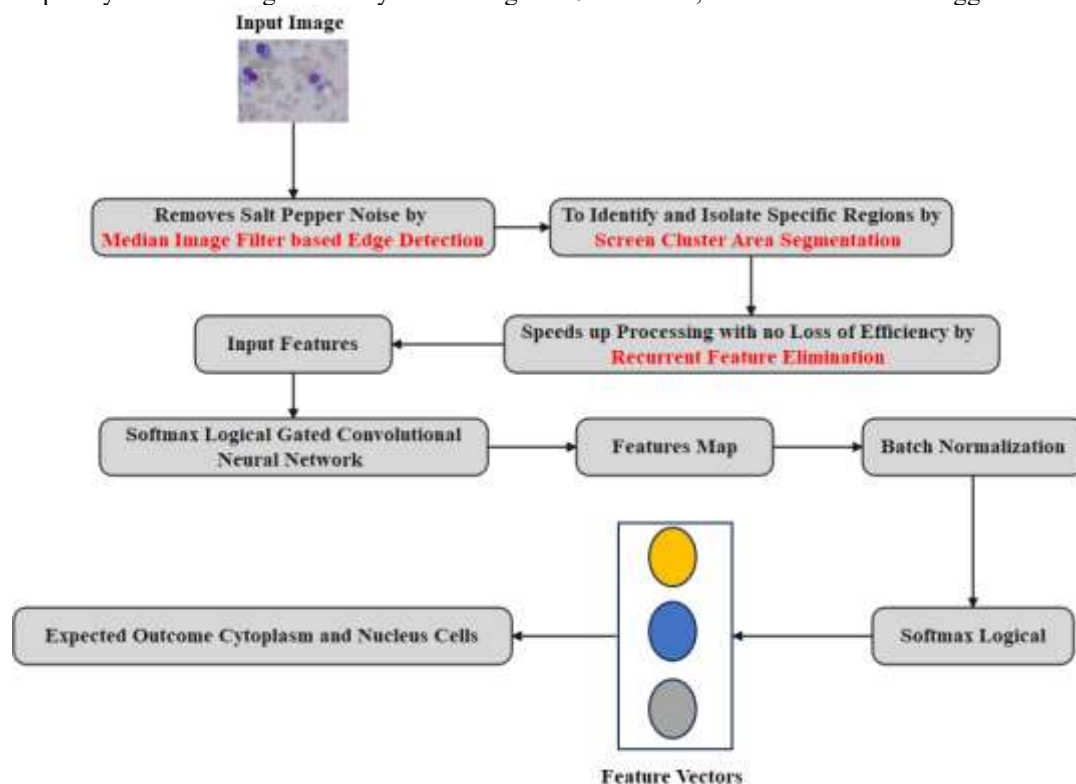 Input Image
Removes Salt Pepper Noise by
Median Image Filter based Edge Detection
To Identify and Isolate Specific Regions by
Screen Cluster Area Segmentation
Speeds up Processing with no Loss of Efficiency by
Recurrent Feature Elimination
Input Features
Softmax Logical Gated Convolutional
Neural Network
Features Map
Batch Normalization
Softmax Logical
Expected Outcome Cytoplasm and Nucleus Cells
Feature Vectors